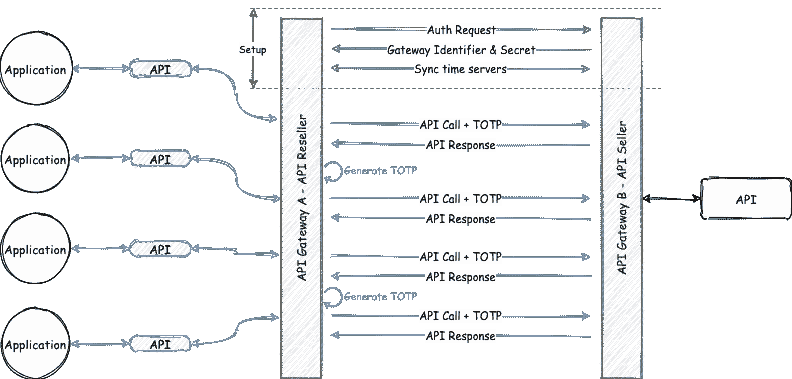 Auth Request
Gateway Identifier & Secret
Setup
Sync time servers
Application
API
API Call + TOTP
API Response
Application
API
Generate TOTP
API Call + TOTP
API Response
API Gateway A - API Reseller
API Gateway B - API Seller
API
Application
API
API Call + TOTP
API Response
Generate TOTP
API Call + TOTP
API Response
Application
API